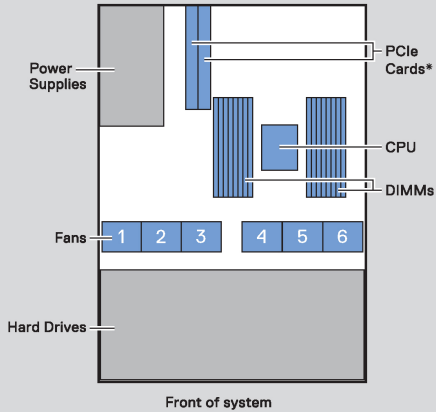 Power
Supplies
PCIe
Cards*
CPU
DIMMs
Fans
1 2 3 4 5 6
Hard Drives
Front of system